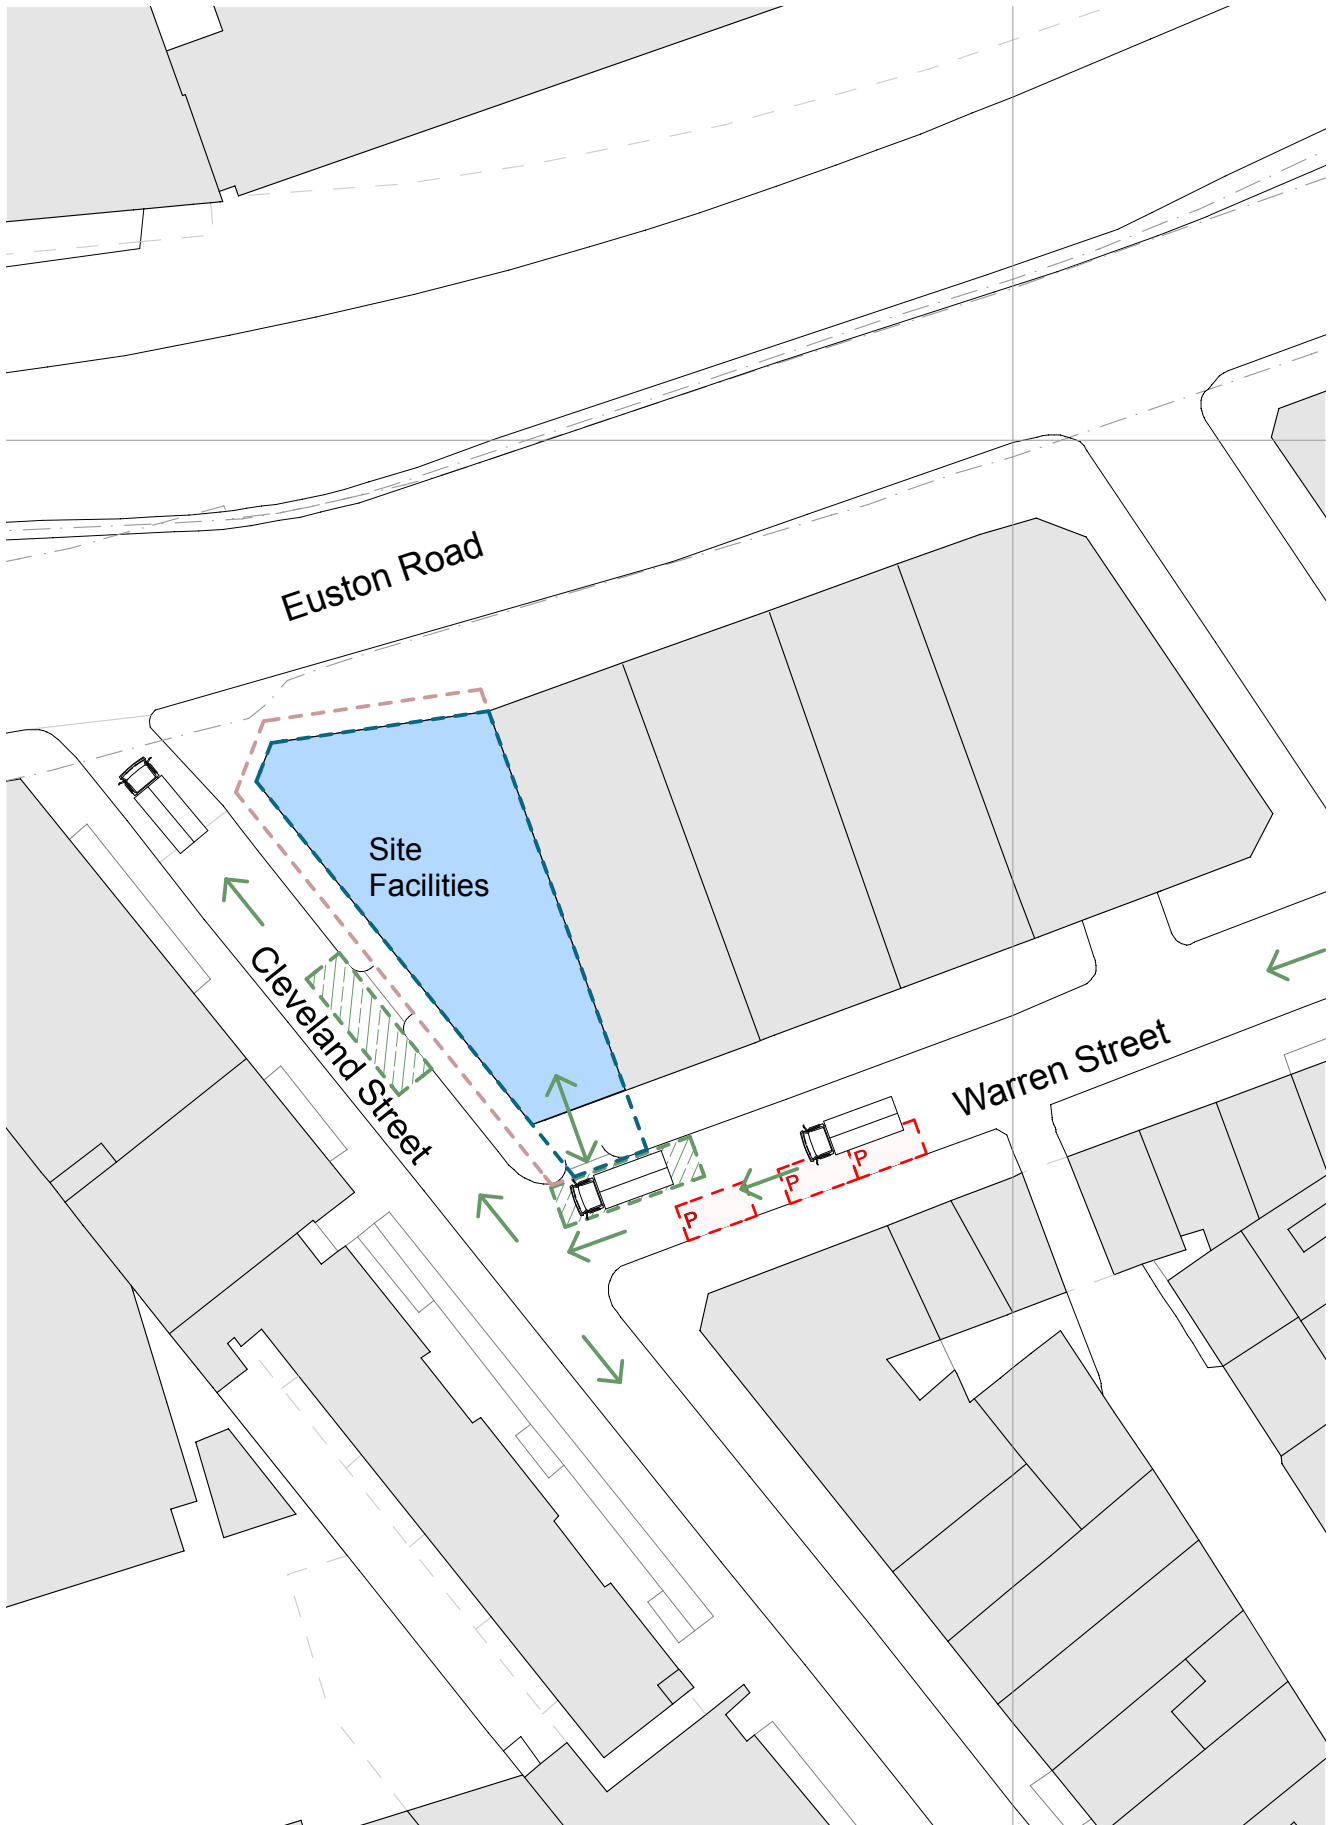 Euston Road
Site
Facilities
Cleveland Street
Warren Street
P
P
P